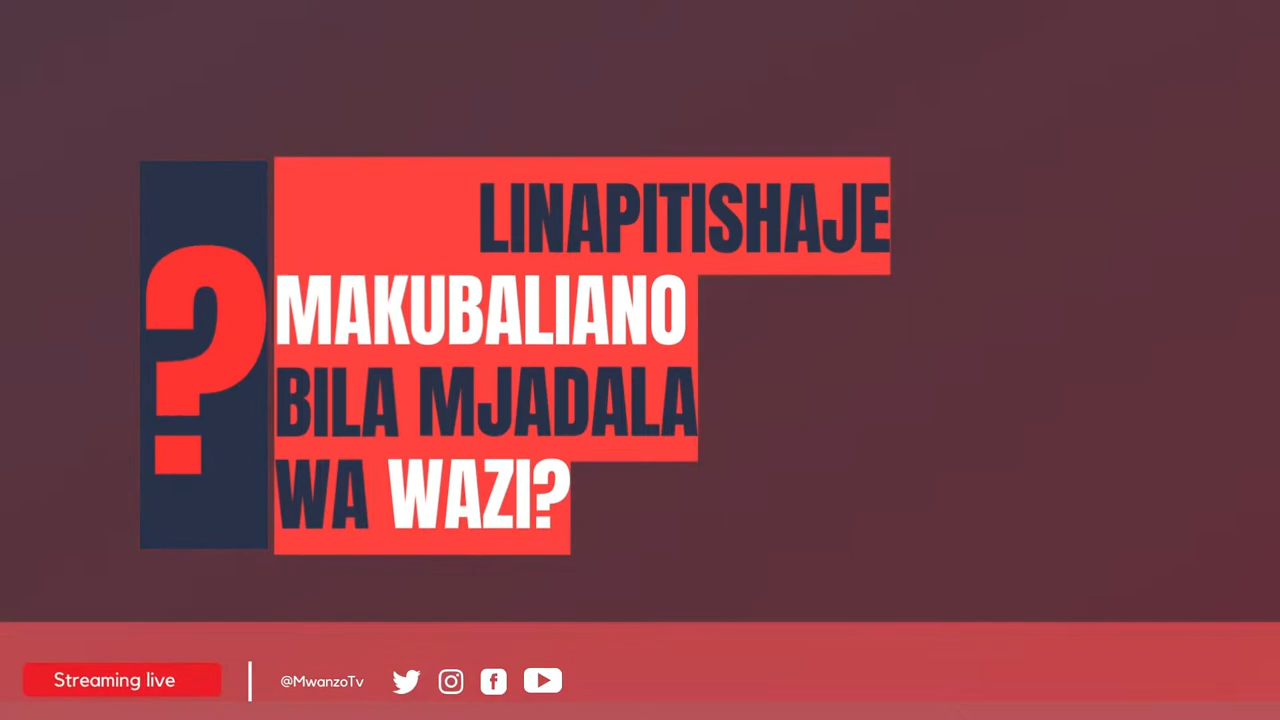 ?
LINAPITISHAJE
MAKUBALIANO
BILA MJADALA
WA WAZI?
Streaming live
@MwanzoTv